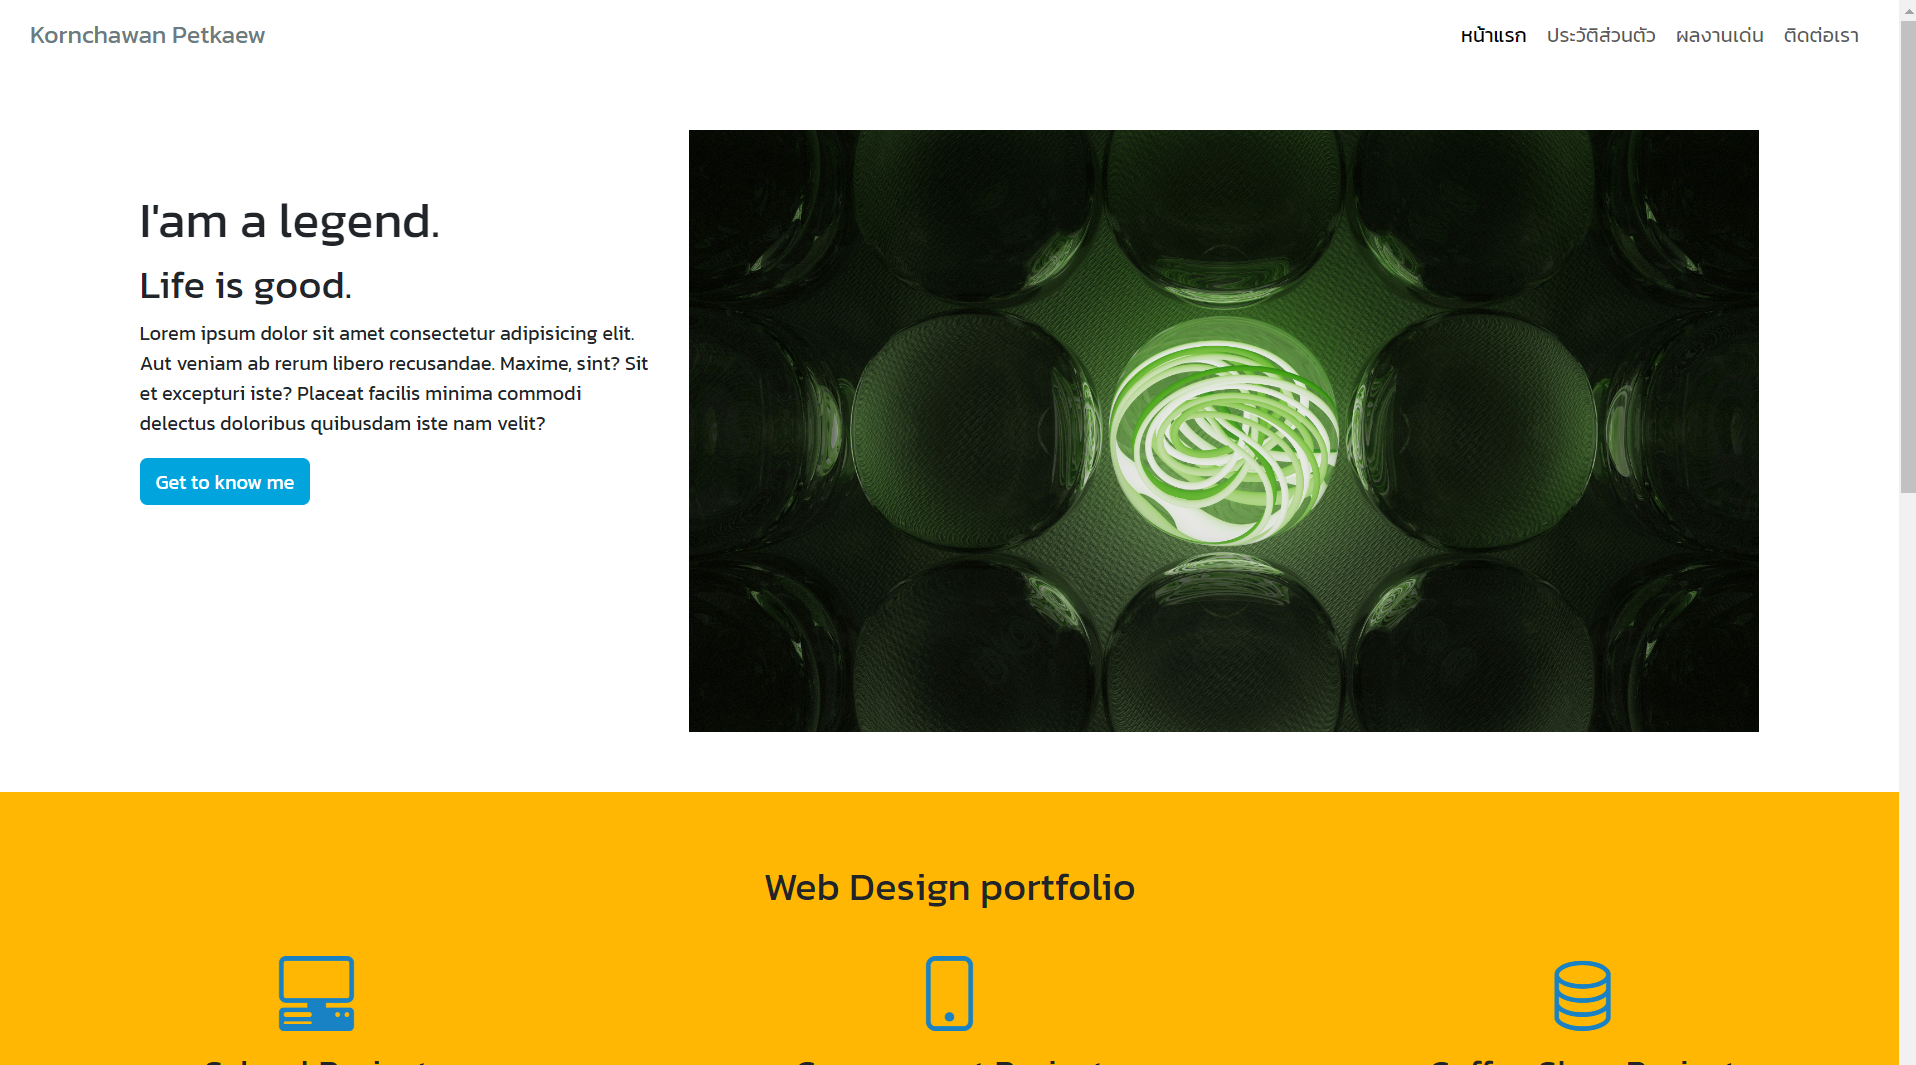 Kornchawan Petkaew
หน้าแรก ประวัติส่วนตัว ผลงานเด่น ติดต่อเรา
I'am a legend.
Life is good.
Lorem ipsum dolor sit amet consectetur adipisicing elit.
Aut veniam ab rerum libero recusandae. Maxime, sint? Sit
et excepturi iste? Placeat facilis minima commodi
delectus doloribus quibusdam iste nam velit?
Get to know me
Web Design portfolio